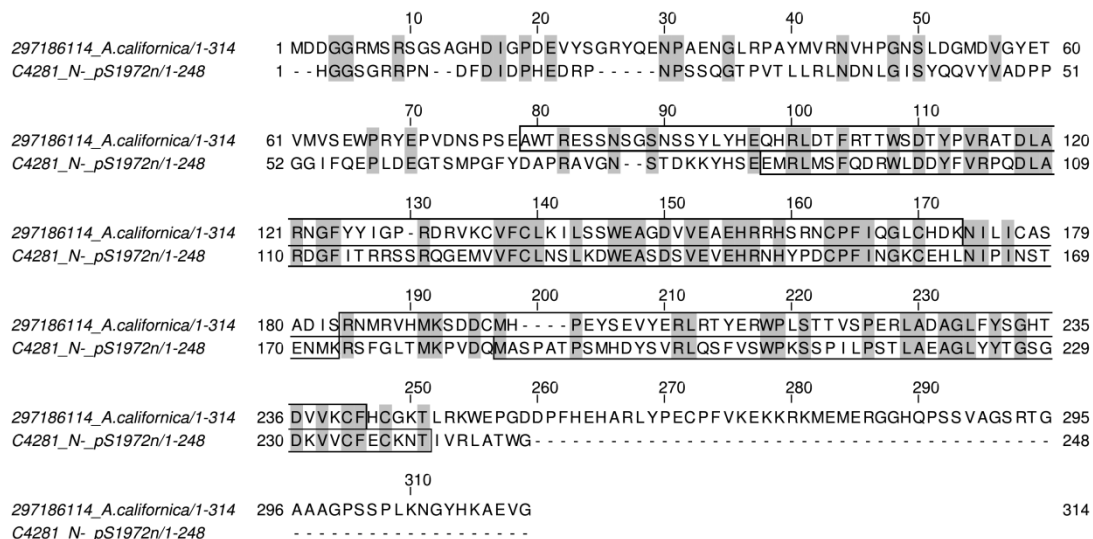 10 20 30 40 50
297186114_A.californica/1-314 1 MDDGGRMSRSGSAGHDIGPDEVYSGRYQENPAENGLRPAYMVRNVHPGNSLDGMDVGYET 60
C4281_N-_pS1972n/1-248 1 --HGGSGRRPN--DFDIDPHEDRP-----NPSSQGTPVTLLRLNDNLGISYQQVYVADPP 51
70 80 90 100 110
297186114_A.californica/1-314 61 VMVSEWPRYEPVDNSPSEAWTRESSNSGSNSSYLYHEQHRLDTFRTTWSDTYPVRATDLA 120
C4281_N-_pS1972n/1-248 52 GGIFQEPLDEGTSMPGFYDAPRAVGN--STDKKYHSEEMRLMSFQDRWLDDYFVRPQDLA 109
130 140 150 160 170
297186114_A.californica/1-314 121 RNGFYYIGP-RDRVKCVFCLKILSSWEAGDVVEAEHRRHSRNCPFIQGLCHDKNILICAS 179
C4281_N-_pS1972n/1-248 110 RDGFITRRSSRQGEMVVFCLNSLKDWEASDSVEVEHRNHYPDCPFINGKCEHLNIPINST 169
190 200 210 220 230
297186114_A.californica/1-314 180 ADISRNMRVHMKSDDCMH----PEYSEVYERLRTYERWPLSTTVSPERLADAGLFYSGHT 235
C4281_N-_pS1972n/1-248 170 ENMKRSFGLTMKPVDQMASPATPSMHDYSVRLQSFVSWPKSSPILPSTLAEAGLYYTGSG 229
250 260 270 280 290
297186114_A.californica/1-314 236 DVVKCFHCGKTLRKWEPGDDPFHEHARLYPECPFVKEKKRKMEMERGGHQPSSVAGSRTG 295
C4281_N-_pS1972n/1-248 230 DKVVCFECKNTIVRLATWG----------------------------------------- 248
310
297186114_A.californica/1-314 296 AAAGPSSPLKNGYHKAEVG 314
C4281_N-_pS1972n/1-248 -------------------